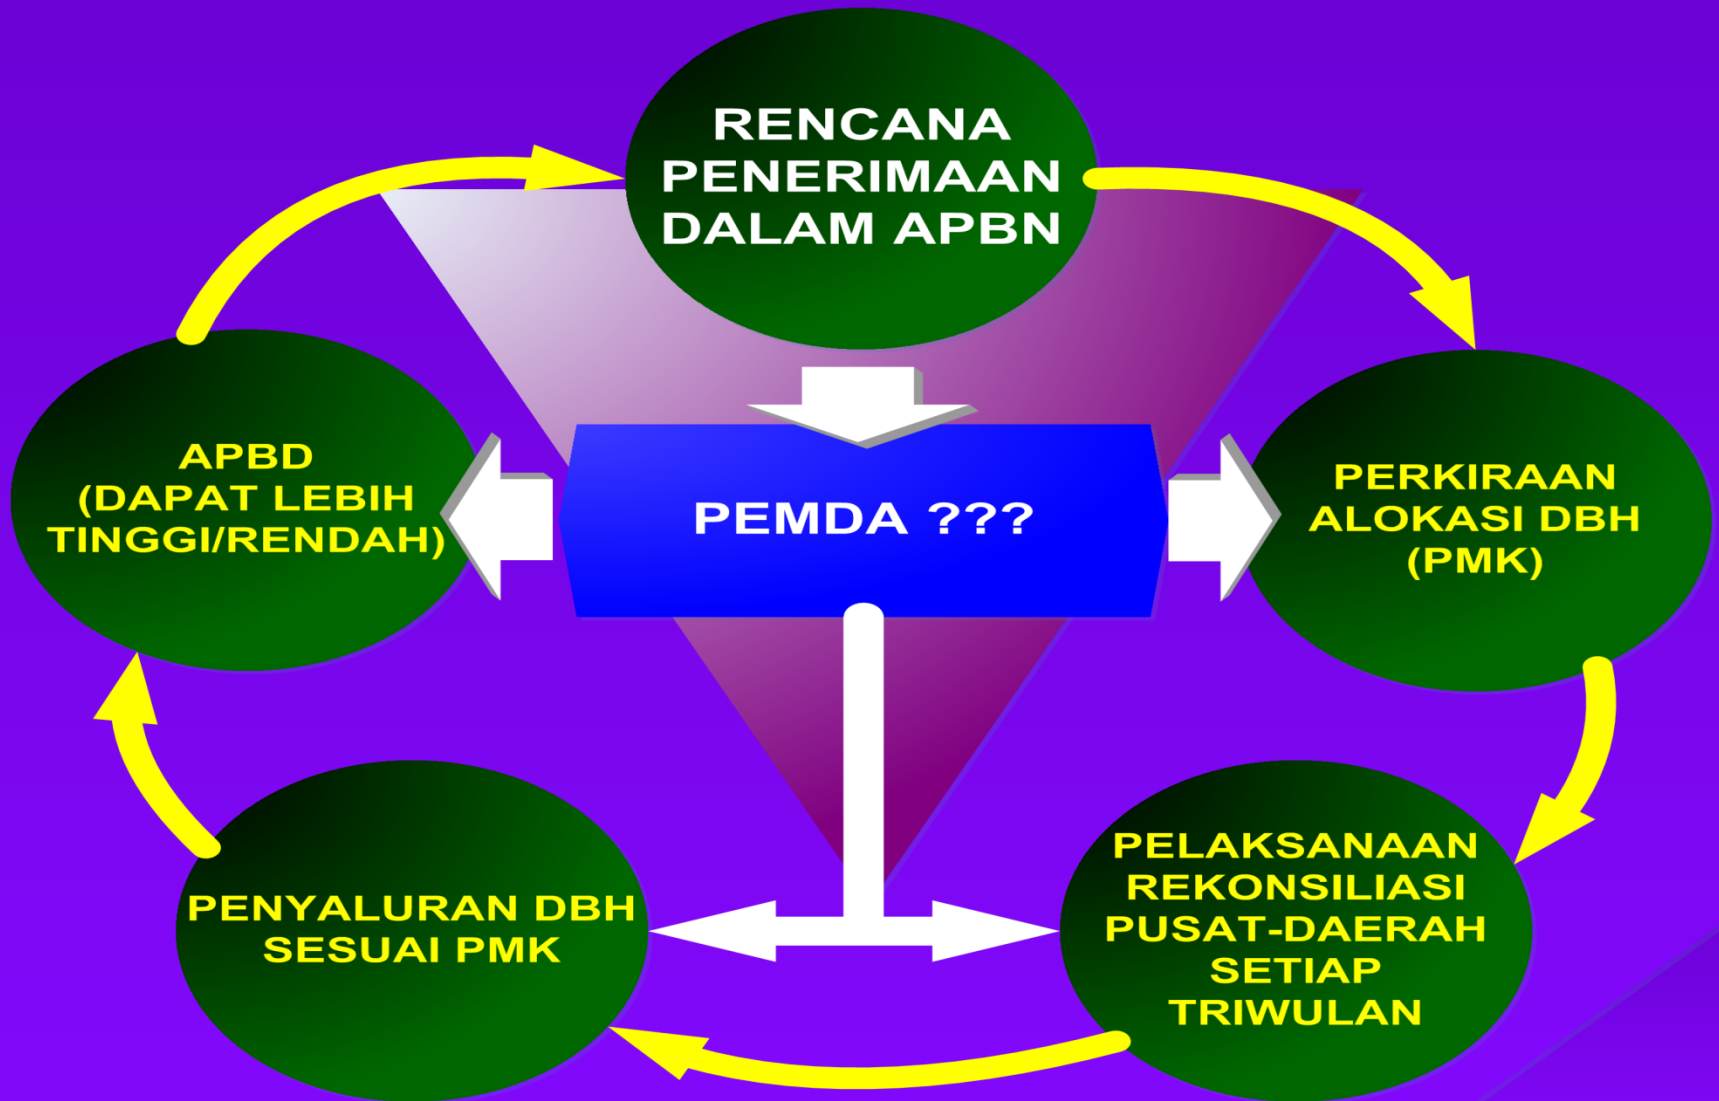 RENCANA
PENERIMAAN
DALAM APBN
APBD
(DAPAT LEBIH
TINGGI/RENDAH)
PEMDA ???
PERKIRAAN
ALOKASI DBH
(PMK)
PENYALURAN DBH
SESUAI PMK
PELAKSANAAN
REKONSILIASI
PUSAT-DAERAH
SETIAP
TRIWULAN